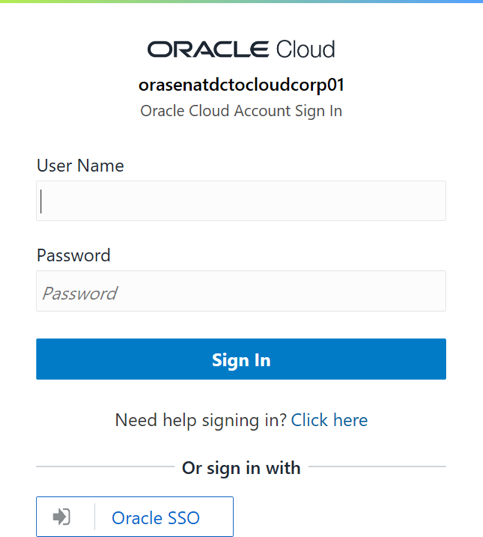 ORACLE Cloud
orasenatdctocloudcorp01
Oracle Cloud Account Sign In
User Name
Password
Password
Sign In
Need help signing in? Click here
Or sign in with
Oracle SSO